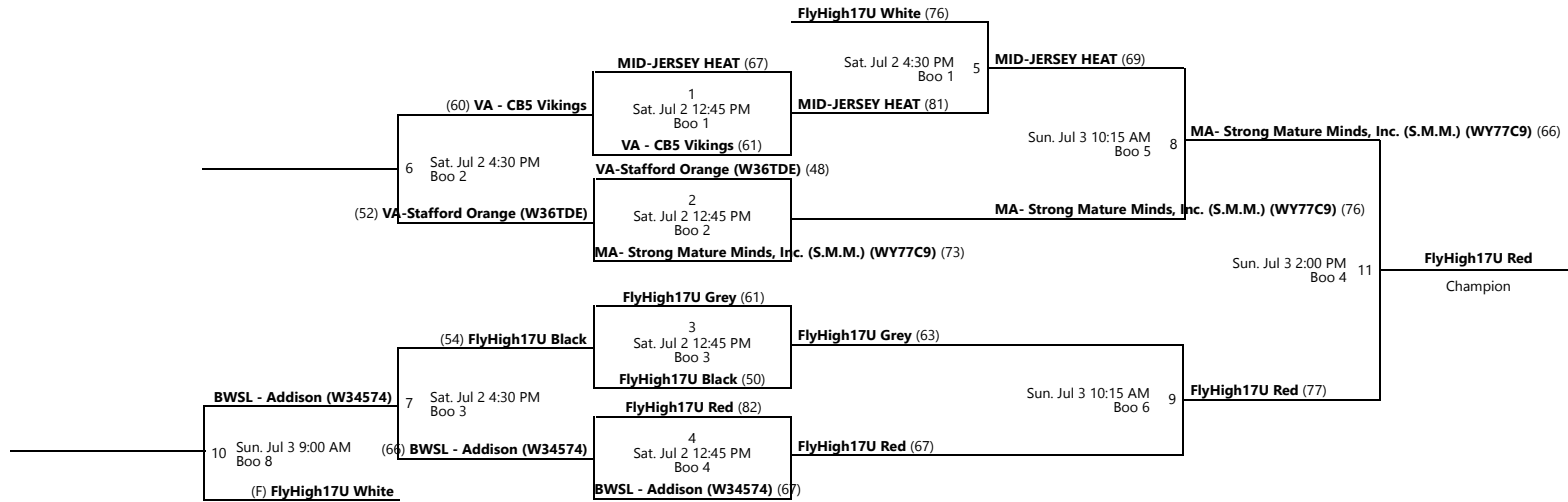 FlyHigh17U White (76)
Sat. Jul 2 4:30 PM
Boo 1
5
MID-JERSEY HEAT (69)
MID-JERSEY HEAT (67)
1
Sat. Jul 2 12:45 PM
Boo 1
MID-JERSEY HEAT (81)
(60) VA - CB5 Vikings
VA - CB5 Vikings (61)
Sun. Jul 3 10:15 AM
Boo 5
8
MA- Strong Mature Minds, Inc. (S.M.M.) (WY77C9) (66)
6
Sat. Jul 2 4:30 PM
Boo 2
VA-Stafford Orange (W36TDE) (48)
2
Sat. Jul 2 12:45 PM
Boo 2
(52) VA-Stafford Orange (W36TDE)
MA- Strong Mature Minds, Inc. (S.M.M.) (WY77C9) (76)
MA- Strong Mature Minds, Inc. (S.M.M.) (WY77C9) (73)
Sun. Jul 3 2:00 PM
Boo 4
11
FlyHigh17U Red
Champion
FlyHigh17U Grey (61)
3
Sat. Jul 2 12:45 PM
Boo 3
(54) FlyHigh17U Black
FlyHigh17U Grey (63)
FlyHigh17U Black (50)
BWSL - Addison (W34574)
7
Sat. Jul 2 4:30 PM
Boo 3
Sun. Jul 3 10:15 AM
Boo 6
9
FlyHigh17U Red (77)
FlyHigh17U Red (82)
4
Sat. Jul 2 12:45 PM
Boo 4
10
Sun. Jul 3 9:00 AM
Boo 8
(66) BWSL - Addison (W34574)
FlyHigh17U Red (67)
BWSL - Addison (W34574) (67)
(F) FlyHigh17U White